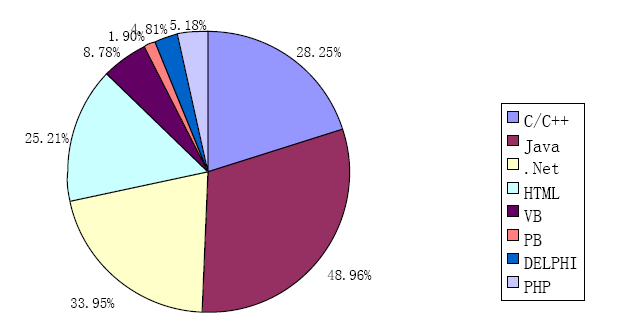 1.90%
4.81%
5.18%
8.78%
28.25%
25.21%
48.96%
33.95%
C/C++
Java
.Net
HTML
VB
PB
DELPHI
PHP